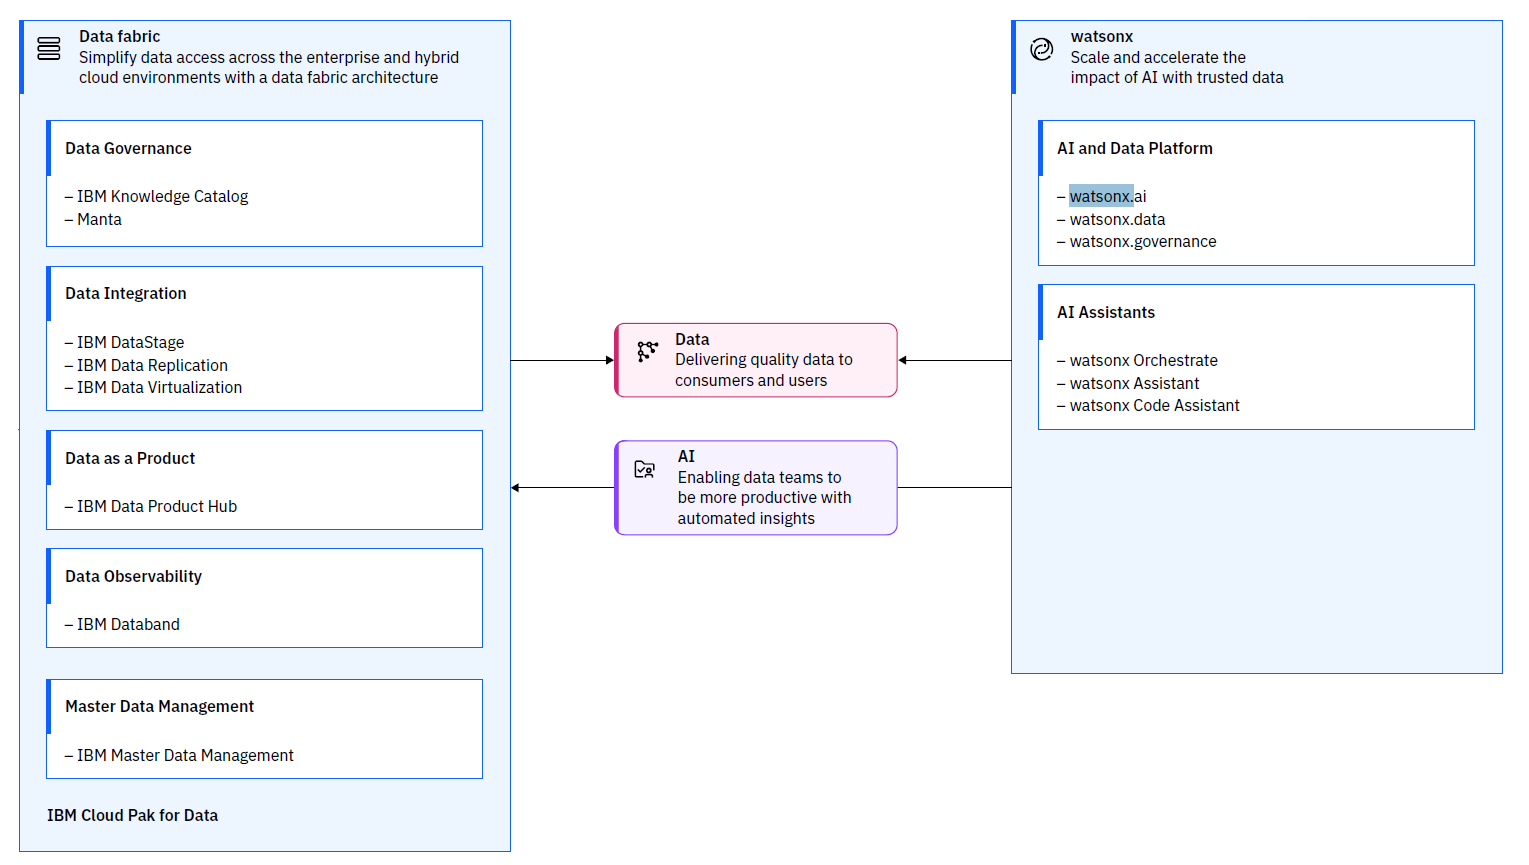 Data fabric
Simplify data access across the enterprise and hybrid
cloud environments with a data fabric architecture
Data Governance
– IBM Knowledge Catalog
– Manta
Data Integration
– IBM DataStage
– IBM Data Replication
– IBM Data Virtualization
Data as a Product
– IBM Data Product Hub
Data Observability
– IBM Databand
Master Data Management
– IBM Master Data Management
IBM Cloud Pak for Data
Data
Delivering quality data to
consumers and users
AI
Enabling data teams to
be more productive with
automated insights
watsonx
Scale and accelerate the
impact of AI with trusted data
AI and Data Platform
– watsonx.ai
– watsonx.data
– watsonx.governance
AI Assistants
– watsonx Orchestrate
– watsonx Assistant
– watsonx Code Assistant